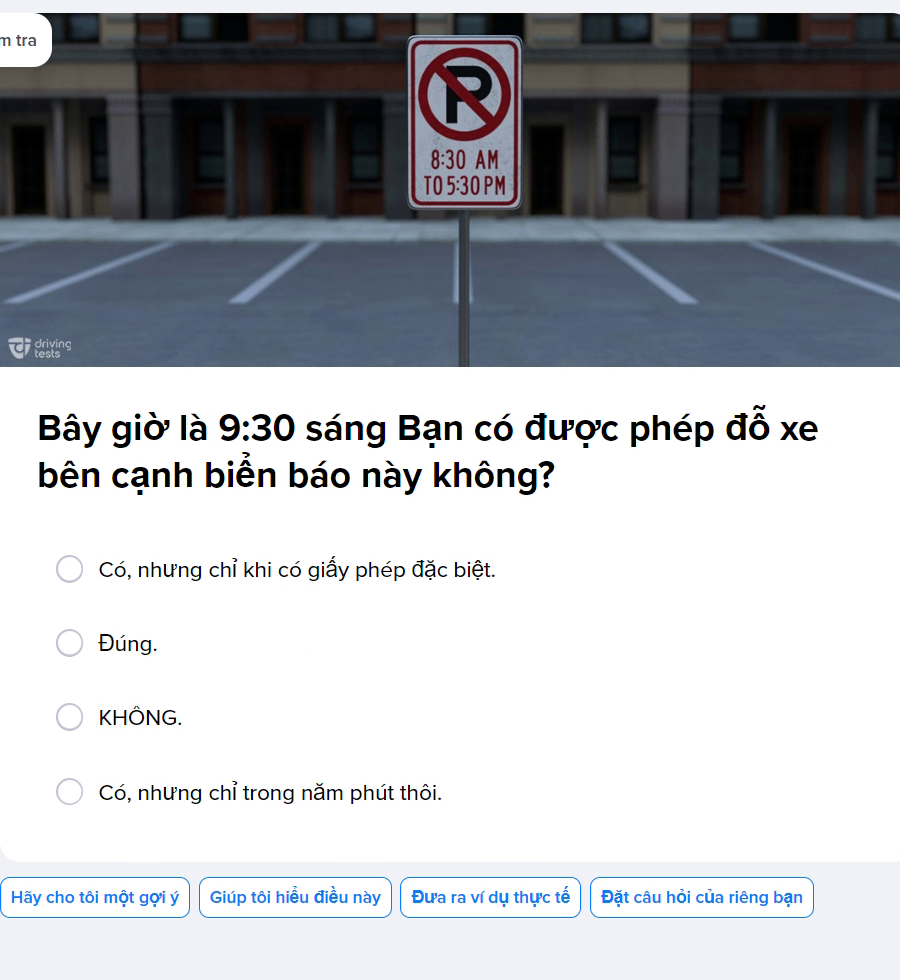 m tra
P
8:30 AM
TO 5:30 PM
driving
tests
Bây giờ là 9:30 sáng Bạn có được phép đỗ xe
bên cạnh biển báo này không?
Có, nhưng chỉ khi có giấy phép đặc biệt.
Đúng.
KHÔNG.
Có, nhưng chỉ trong năm phút thôi.
Hãy cho tôi một gợi ý
Giúp tôi hiểu điều này
Đưa ra ví dụ thực tế
Đặt câu hỏi của riêng bạn